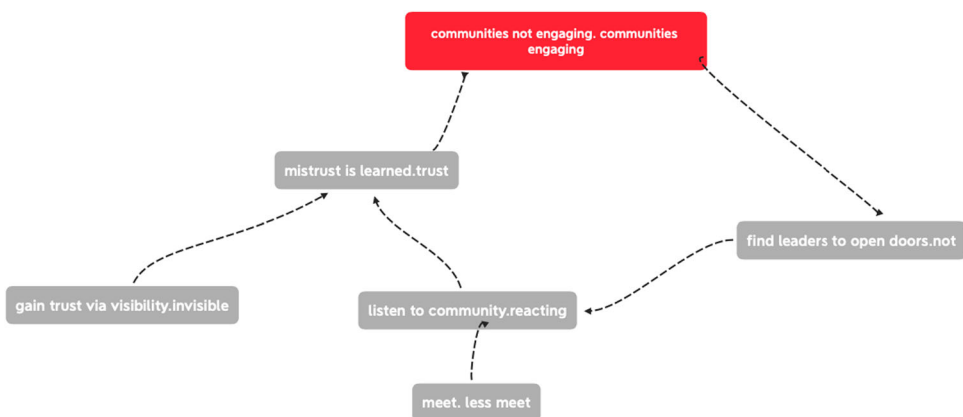 communities not engaging. communities
engaging
mistrust is learned.trust
find leaders to open doors.not
gain trust via visibility.invisible
listen to community.reacting
meet. less meet